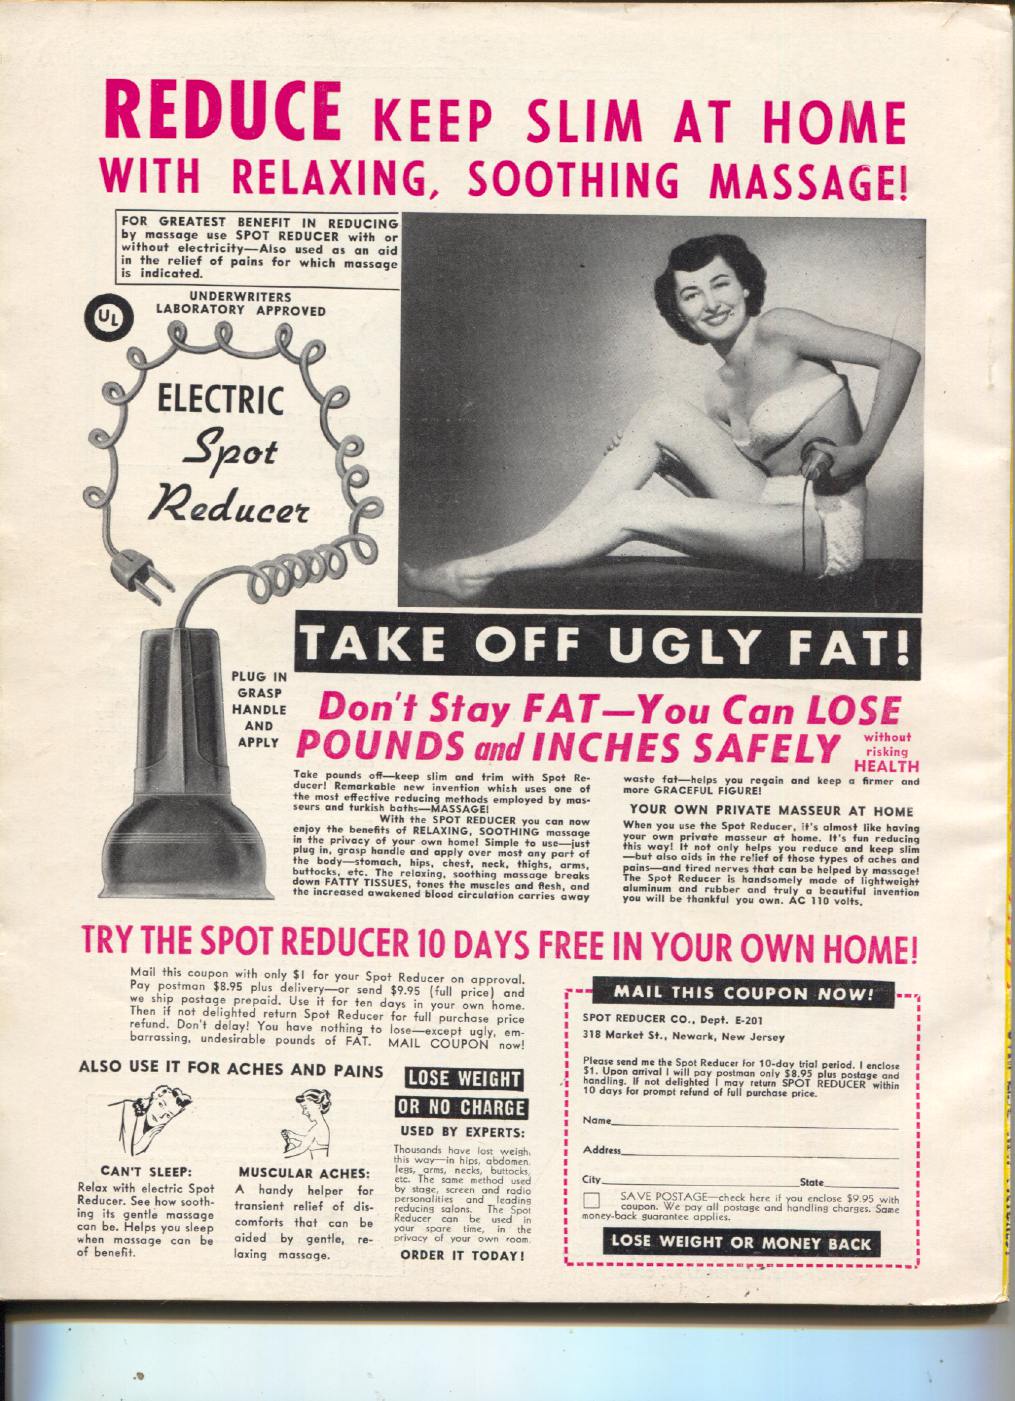 REDUCE KEEP SLIM AT HOME
WITH RELAXING, SOOTHING MASSAGE!
FOR GREATEST BENEFIT IN REDUCING
by massage use SPOT REDUCER with or
without electricity—Also used as an aid
in the relief of pains for which massage
is indicated.
UL
UNDERWRITERS
LABORATORY APPROVED
ELECTRIC
Spot
Reducer
PLUG IN
GRASP
HANDLE
AND
APPLY
TAKE OFF UGLY FAT!
Don't Stay FAT—You Can LOSE
POUNDS and INCHES SAFELY
without
risking
HEALTH
Take pounds off—keep slim and trim with Spot Re-
ducer! Remarkable new invention which uses one of
the most effective reducing methods employed by mas-
seurs and turkish baths—MASSAGE!
With the SPOT REDUCER you can now
enjoy the benefits of RELAXING, SOOTHING massage
in the privacy of your own home! Simple to use—just
plug in, grasp handle and apply over most any part of
the body—stomach, hips, chest, neck, thighs, arms,
buttocks, etc. The relaxing, soothing massage breaks
down FATTY TISSUES, tones the muscles and flesh, and
the increased awakened blood circulation carries away
waste fat—helps you regain and keep a firmer and
more GRACEFUL FIGURE!
YOUR OWN PRIVATE MASSEUR AT HOME
When you use the Spot Reducer, it's almost like having
your own private masseur at home. It's fun reducing
this way! It not only helps you reduce and keep slim
—but also aids in the relief of those types of aches and
pains—and tired nerves that can be helped by massage!
The Spot Reducer is handsomely made of lightweight
aluminum and rubber and truly a beautiful invention
you will be thankful you own. AC 110 volts.
TRY THE SPOT REDUCER 10 DAYS FREE IN YOUR OWN HOME!
Mail this coupon with only $1 for your Spot Reducer on approval.
Pay postman $8.95 plus delivery—or send $9.95 (full price) and
we ship postage prepaid. Use it for ten days in your own home.
Then if not delighted return Spot Reducer for full purchase price
refund. Don't delay! You have nothing to lose—except ugly, em-
barrassing, undesirable pounds of FAT. MAIL COUPON now!
ALSO USE IT FOR ACHES AND PAINS
CAN'T SLEEP:
Relax with electric Spot
Reducer. See how sooth-
ing its gentle massage
can be. Helps you sleep
when massage can be
of benefit.
MUSCULAR ACHES:
A handy helper for
transient relief of dis-
comforts that can be
aided by gentle, re-
laxing massage.
LOSE WEIGHT
OR NO CHARGE
USED BY EXPERTS:
Thousands have lost weigh.
this way—in hips, abdomen,
legs, arms, necks, buttocks,
etc. The same method used
by stage, screen and radio
personalities and leading
reducing salons. The Spot
Reducer can be used in
your spare time, in the
privacy of your own room.
ORDER IT TODAY!
MAIL THIS COUPON NOW!
SPOT REDUCER CO., Dept. E-201
318 Market St., Newark, New Jersey
Please send me the Spot Reducer for 10-day trial period. I enclose
$1. Upon arrival I will pay postman only $8.95 plus postage and
handling. If not delighted I may return SPOT REDUCER within
10 days for prompt refund of full purchase price.
Name
Address
City State
SAVE POSTAGE—check here if you enclose $9.95 with
coupon. We pay all postage and handling charges. Same
money-back guarantee applies.
LOSE WEIGHT OR MONEY BACK